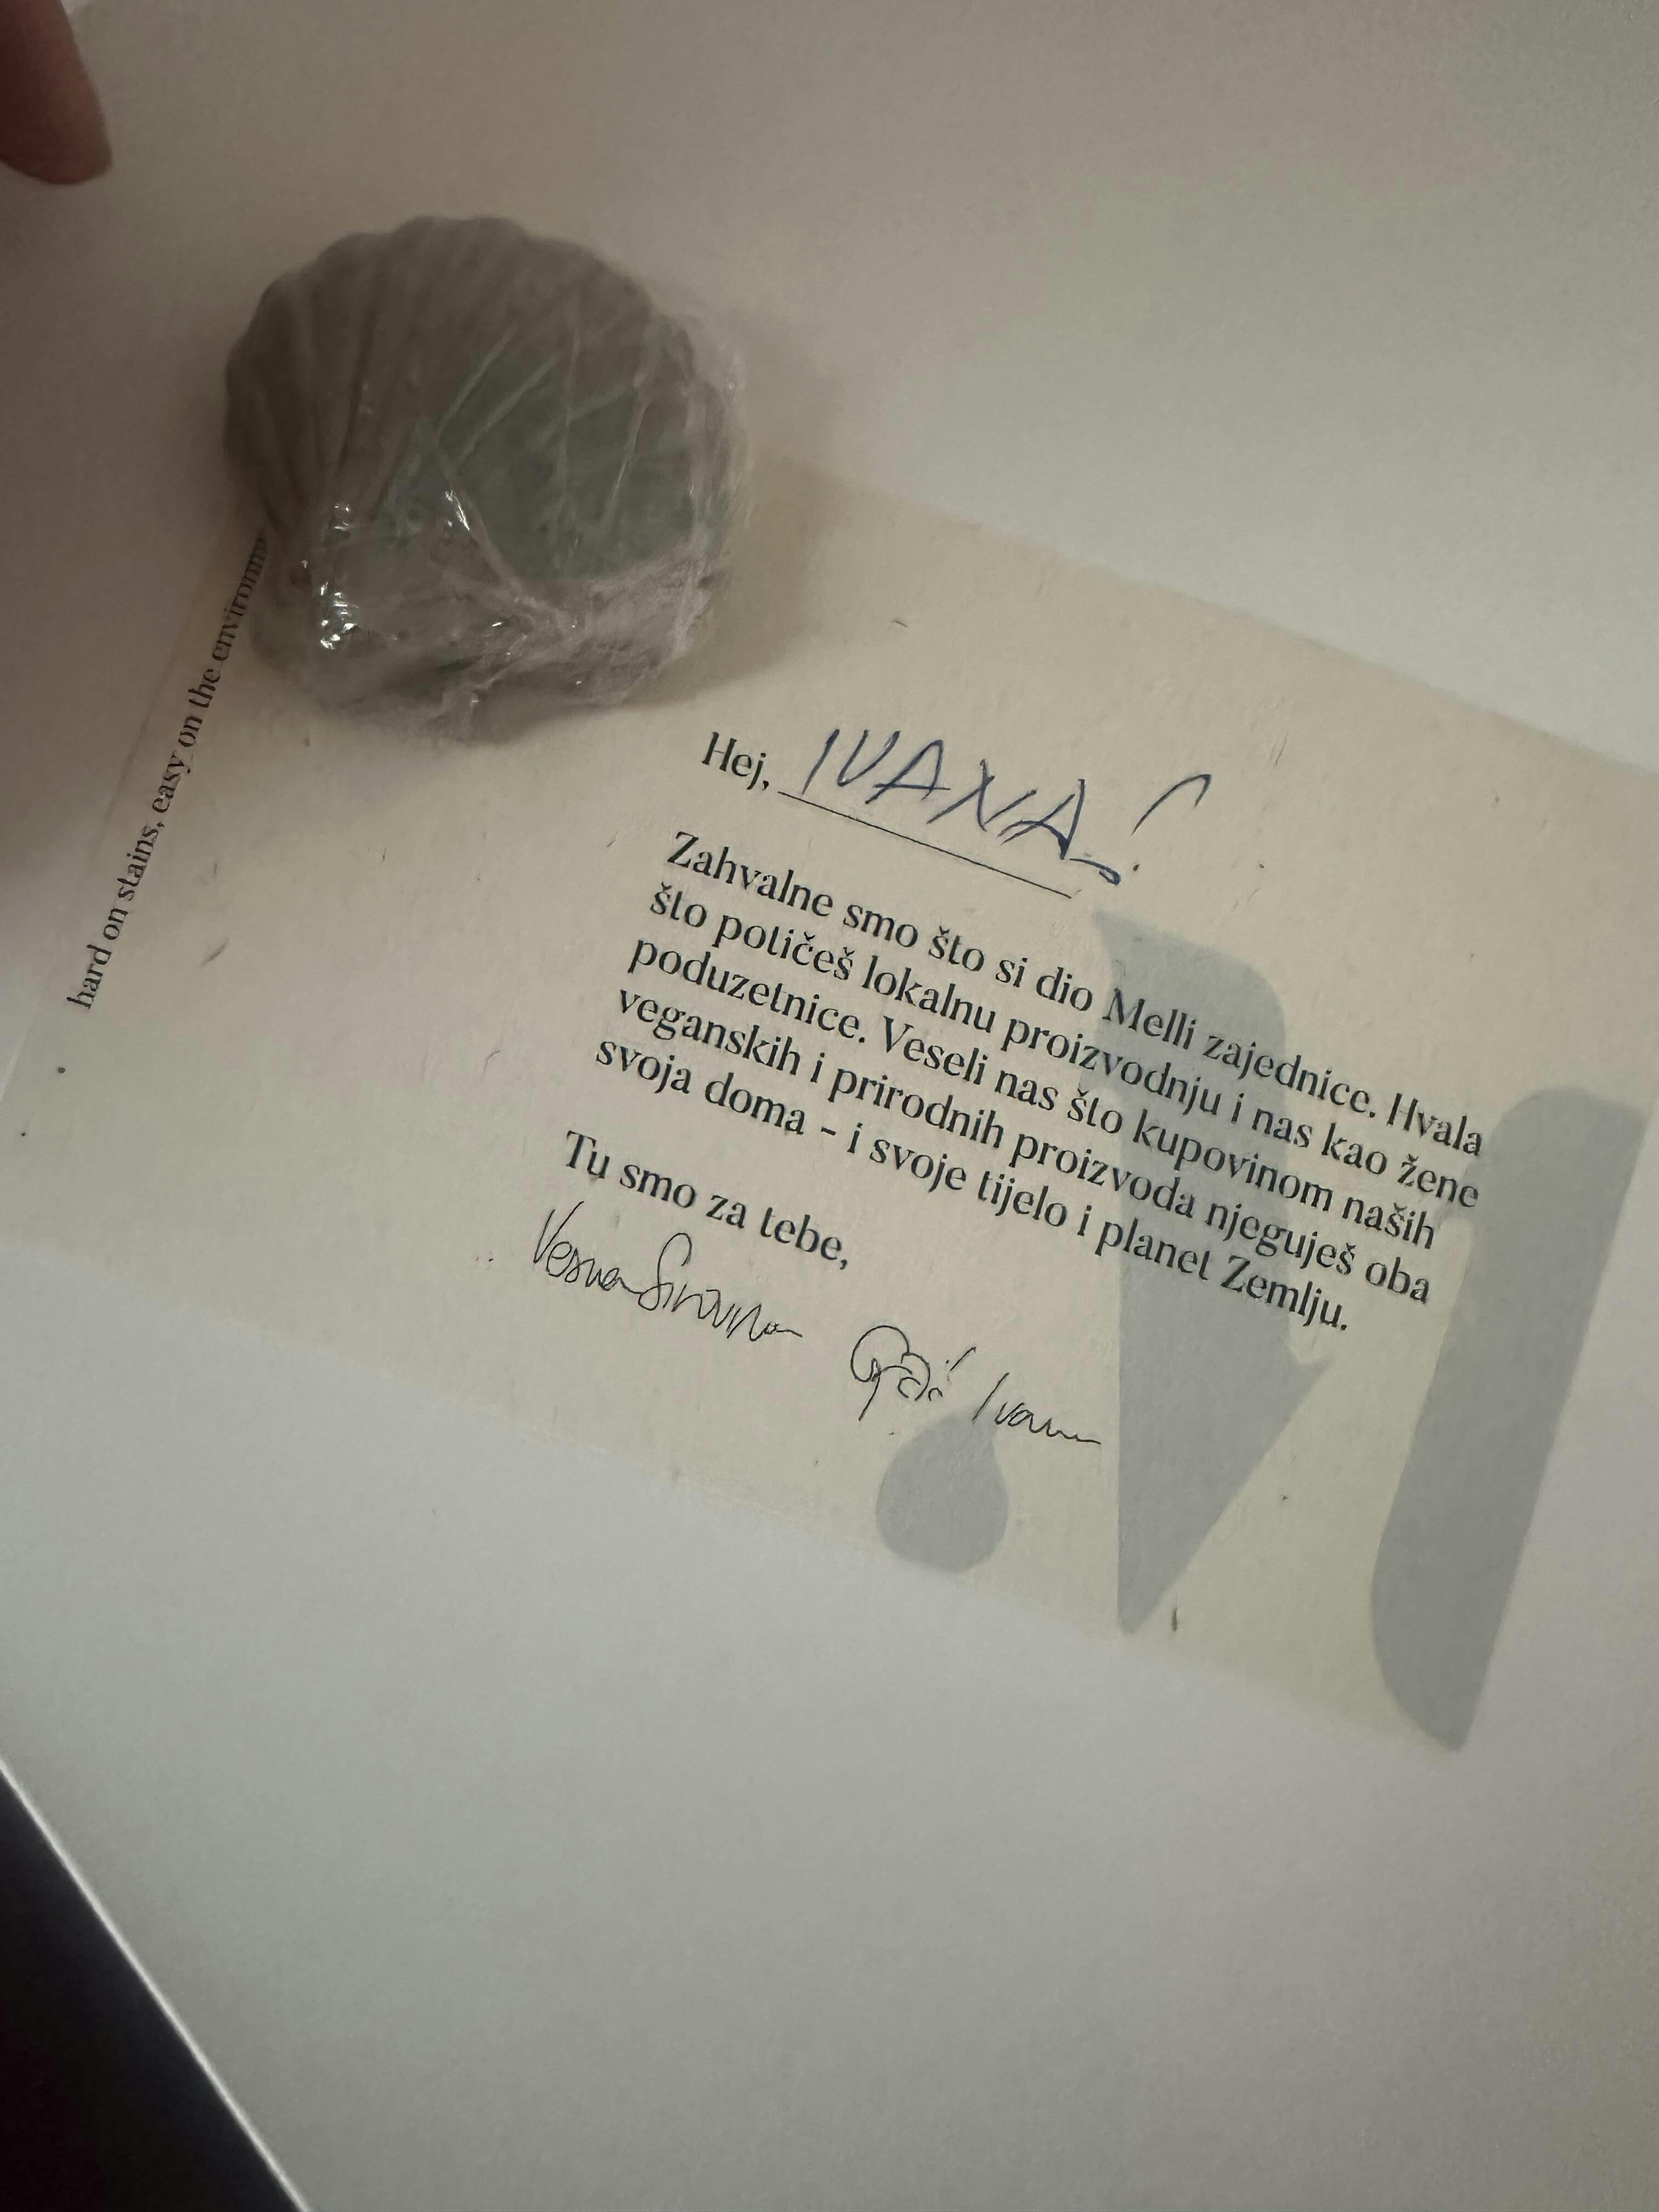 hard on stains, easy on the
Hej, IVANA!
Zahvalne smo što si dio Melli zajednice. Hvala
što potičeš lokalnu proizvodnju i nas kao žene
poduzetnice. Veseli nas što kupovinom naših
veganskih i prirodnih proizvoda njeguješ oba
svoja doma - i svoje tijelo i planet Zemlju.
Tu smo za tebe,
Vesna